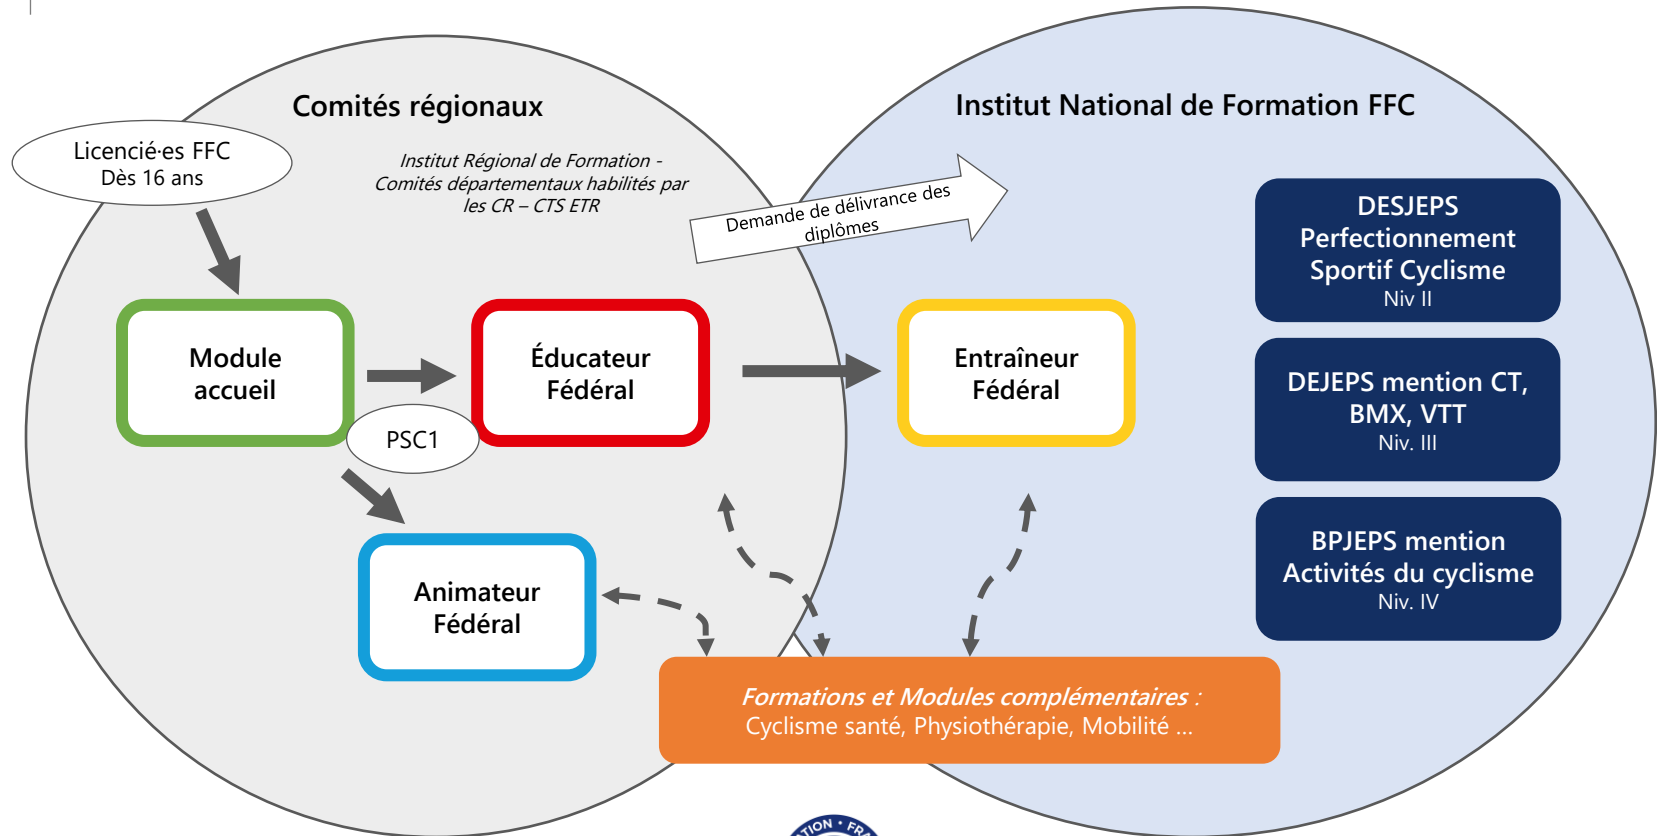 Comités régionaux
Institut National de Formation FFC
Licencié·es FFC
Dès 16 ans
Institut Régional de Formation -
Comités départementaux habilités par
les CR – CTS ETR
Demande de délivrance des
diplômes
DESJEPS
Perfectionnement
Sportif Cyclisme
Niv II
Module
accueil
Éducateur
Fédéral
Entraîneur
Fédéral
DEJEPS mention CT,
BMX, VTT
Niv. III
PSC1
BPJEPS mention
Activités du cyclisme
Niv. IV
Animateur
Fédéral
Formations et Modules complémentaires :
Cyclisme santé, Physiothérapie, Mobilité ...